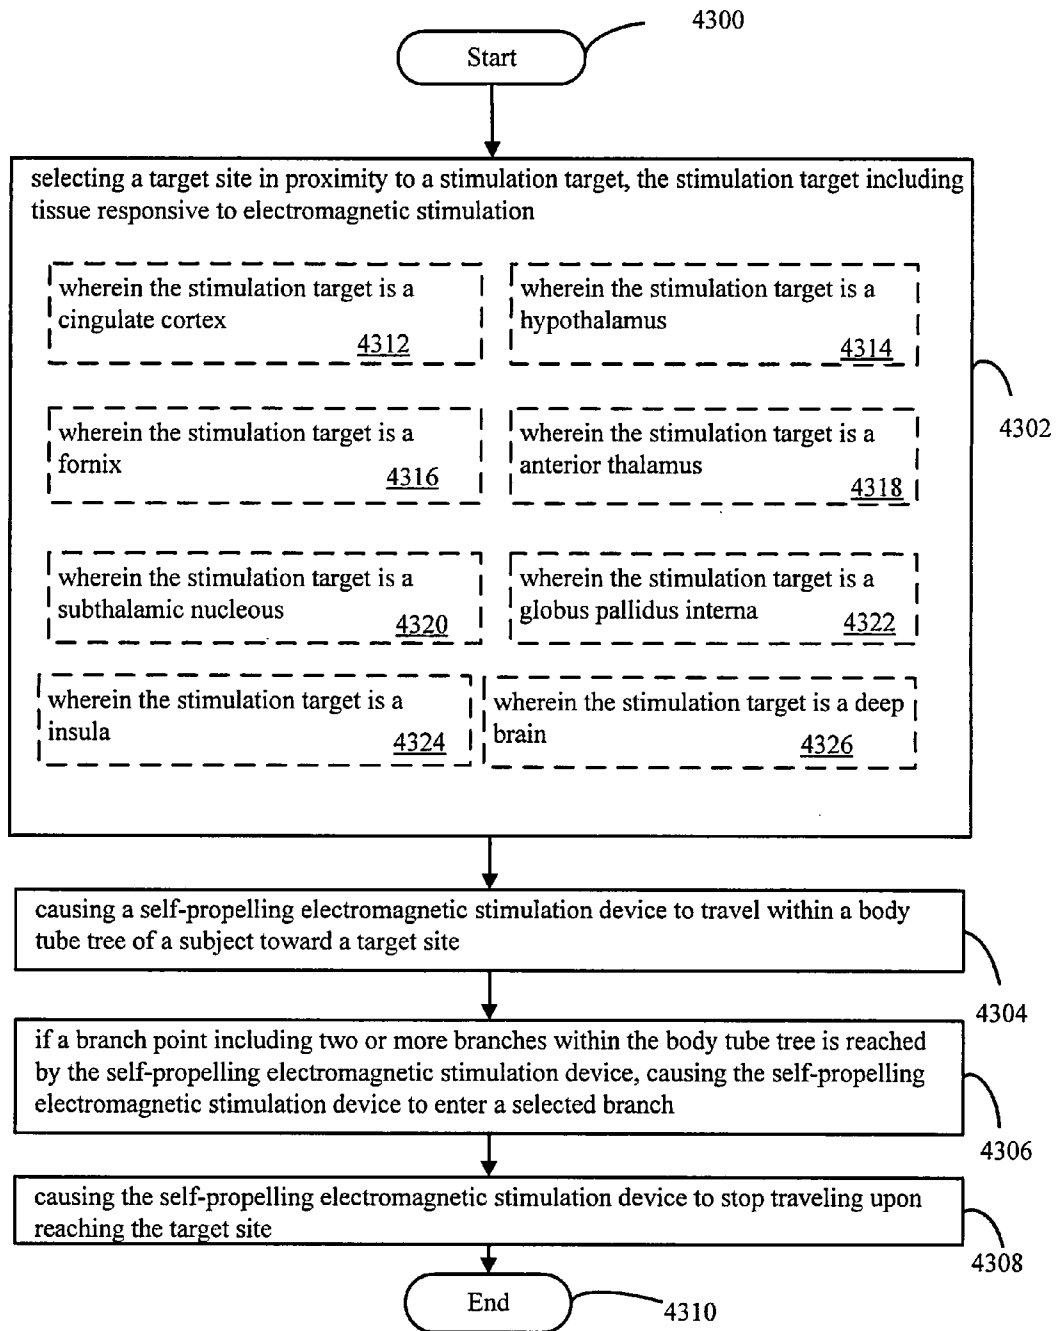 4300
Start
selecting a target site in proximity to a stimulation target, the stimulation target including
tissue responsive to electromagnetic stimulation
wherein the stimulation target is a
cingulate cortex
4312
wherein the stimulation target is a
hypothalamus
4314
4302
wherein the stimulation target is a
fornix
4316
wherein the stimulation target is a
anterior thalamus
4318
wherein the stimulation target is a
subthalamic nucleous
4320
wherein the stimulation target is a
globus pallidus interna
4322
wherein the stimulation target is a
insula
4324
wherein the stimulation target is a deep
brain
4326
causing a self-propelling electromagnetic stimulation device to travel within a body
tube tree of a subject toward a target site
4304
if a branch point including two or more branches within the body tube tree is reached
by the self-propelling electromagnetic stimulation device, causing the self-propelling
electromagnetic stimulation device to enter a selected branch
4306
causing the self-propelling electromagnetic stimulation device to stop traveling upon
reaching the target site
4308
End
4310